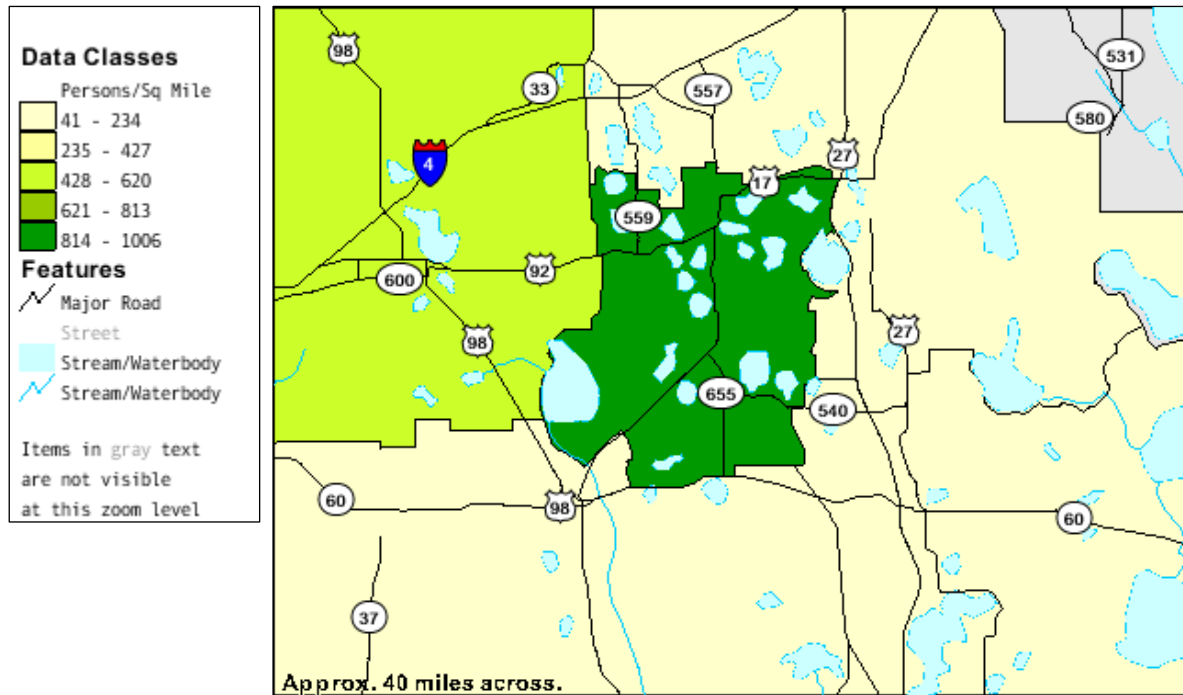 Data Classes
Persons/Sq Mile
41 - 234
235 - 427
428 - 620
621 - 813
814 - 1006
Features
Major Road
Street
Stream/Waterbody
Stream/Waterbody
Items in gray text
are not visible
at this zoom level
98
531
33
557
580
27
4
17
559
92
600
27
98
655
540
60
98
60
37
Approx. 40 miles across.